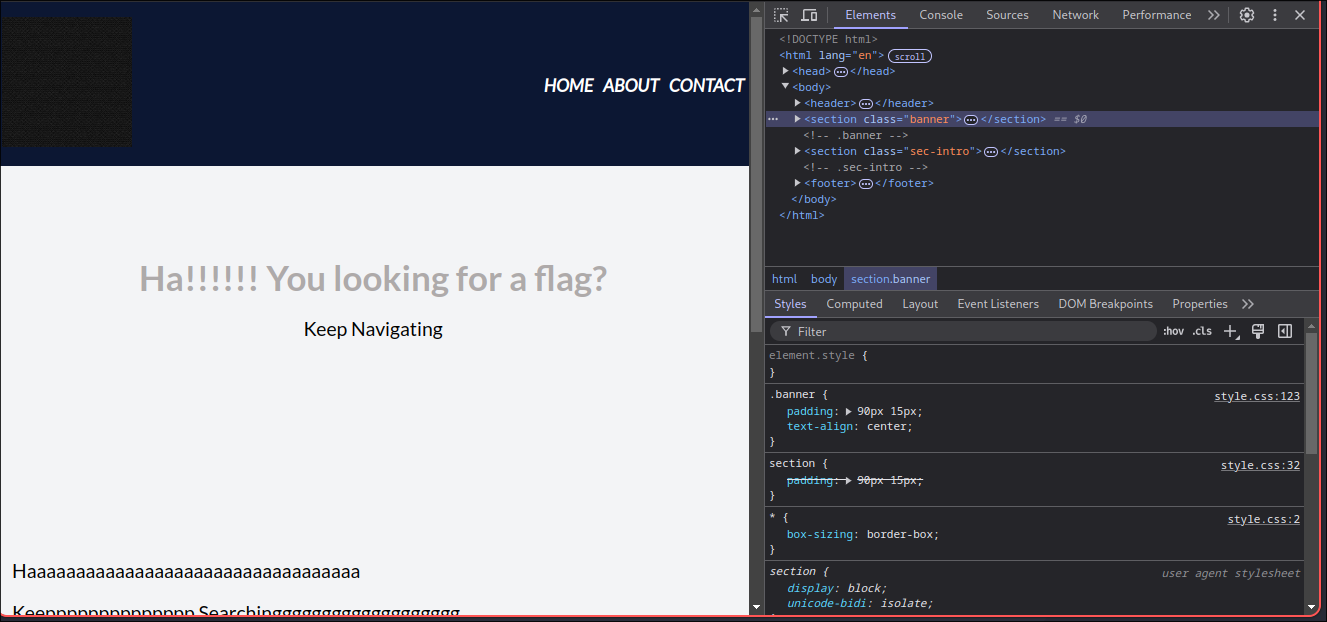 HOME ABOUT CONTACT
Ha!!!!!! You looking for a flag?
Keep Navigating
Haaaaaaaaaaaaaaaaaaaaaaaaaaaaaaaaaa
Keeppppppppppppppp Searchingggggggggggggggggggg
Elements Console Sources Network Performance
<!DOCTYPE html>
<html lang="en"> scroll
<head> </head>
<body>
<header> </header>
<section class="banner"> </section> == $0
<!-- .banner -->
<section class="sec-intro"> </section>
<!-- .sec-intro -->
<footer> </footer>
</body>
</html>
html body section.banner
Styles Computed Layout Event Listeners DOM Breakpoints Properties
Filter :hov .cls
element.style {
}
.banner { style.css:123
padding: 90px 15px;
text-align: center;
}
section { style.css:32
padding: 90px 15px;
}
* { style.css:2
box-sizing: border-box;
}
section { user agent stylesheet
display: block;
unicode-bidi: isolate;